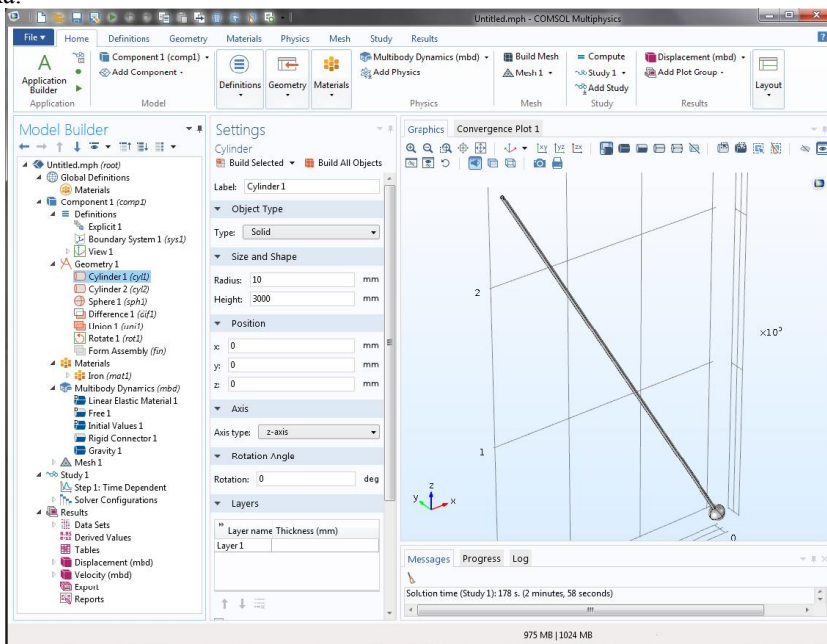 na.
Untitled.mph - COMSOL Multiphysics
File Home Definitions Geometry Materials Physics Mesh Study Results
Application Builder
Component 1 (comp1)
Add Component
Definitions
Geometry
Materials
Multibody Dynamics (mbd)
Add Physics
Build Mesh
Mesh 1
Compute
Study 1
Add Study
Displacement (mbd)
Add Plot Group
Layout
Application Model Physics Mesh Study Results
Model Builder
Untitled.mph (root)
Global Definitions
Materials
Component 1 (comp1)
Definitions
Explicit 1
Boundary System 1 (sys1)
View 1
Geometry 1
Cylinder 1 (cyl1)
Cylinder 2 (cyl2)
Sphere 1 (sph1)
Difference 1 (dif1)
Union 1 (uni1)
Rotate 1 (rot1)
Form Assembly (fin)
Materials
Iron (mat1)
Multibody Dynamics (mbd)
Linear Elastic Material 1
Free 1
Initial Values 1
Rigid Connector 1
Gravity 1
Mesh 1
Study 1
Step 1: Time Dependent
Solver Configurations
Results
Data Sets
Derived Values
Tables
Displacement (mbd)
Velocity (mbd)
Export
Reports
Settings
Cylinder
Build Selected Build All Objects
Label: Cylinder 1
Object Type
Type: Solid
Size and Shape
Radius: 10 mm
Height: 3000 mm
Position
x: 0 mm
y: 0 mm
z: 0 mm
Axis
Axis type: z-axis
Rotation Angle
Rotation: 0 deg
Layers
Layer name Thickness (mm)
Layer 1
Graphics Convergence Plot 1
xy yz zx
2
×10³
1
0
z
y x
Messages Progress Log
Solution time (Study 1): 178 s. (2 minutes, 58 seconds)
975 MB | 1024 MB